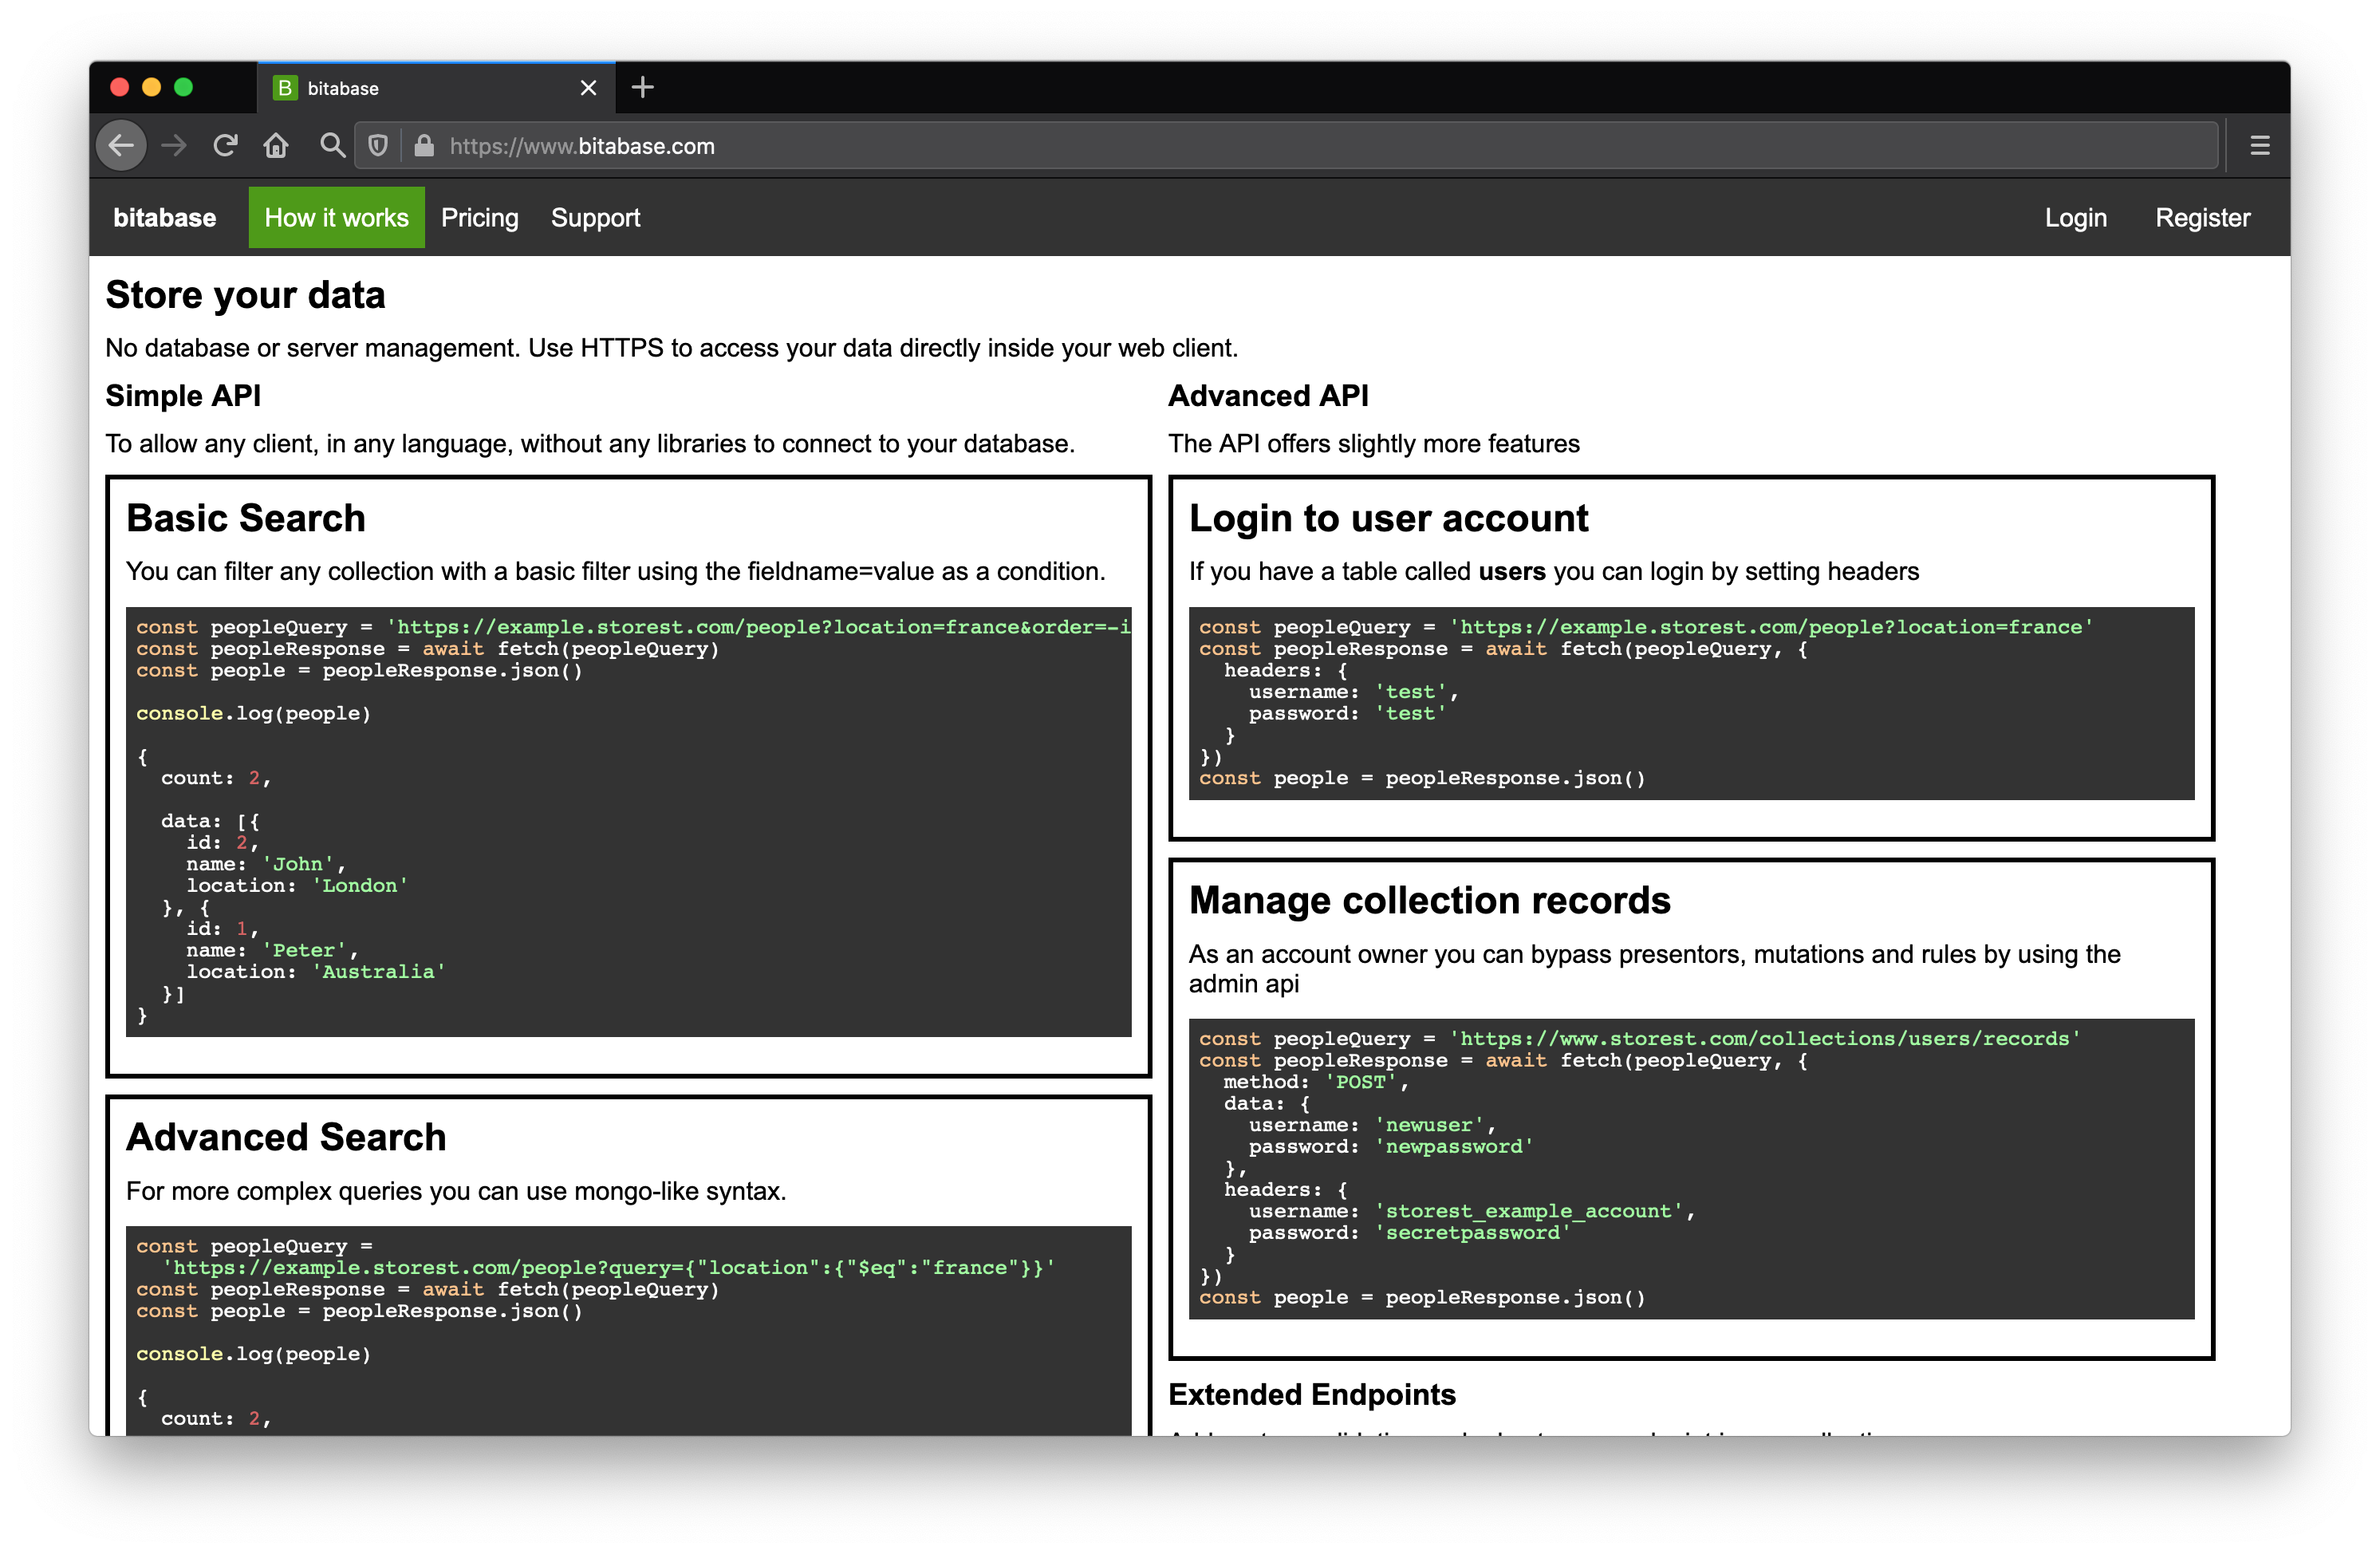 B bitabase
https://www.bitabase.com
bitabase How it works Pricing Support Login Register
Store your data
No database or server management. Use HTTPS to access your data directly inside your web client.
Simple API
To allow any client, in any language, without any libraries to connect to your database.
Basic Search
You can filter any collection with a basic filter using the fieldname=value as a condition.
const peopleQuery = 'https://example.storest.com/people?location=france&order=-i
const peopleResponse = await fetch(peopleQuery)
const people = peopleResponse.json()
console.log(people)
{
  count: 2,
  data: [{
    id: 2,
    name: 'John',
    location: 'London'
  }, {
    id: 1,
    name: 'Peter',
    location: 'Australia'
  }]
}
Advanced Search
For more complex queries you can use mongo-like syntax.
const peopleQuery =
  'https://example.storest.com/people?query={"location":{"$eq":"france"}}'
const peopleResponse = await fetch(peopleQuery)
const people = peopleResponse.json()
console.log(people)
{
  count: 2,
Advanced API
The API offers slightly more features
Login to user account
If you have a table called users you can login by setting headers
const peopleQuery = 'https://example.storest.com/people?location=france'
const peopleResponse = await fetch(peopleQuery, {
  headers: {
    username: 'test',
    password: 'test'
  }
})
const people = peopleResponse.json()
Manage collection records
As an account owner you can bypass presentors, mutations and rules by using the
admin api
const peopleQuery = 'https://www.storest.com/collections/users/records'
const peopleResponse = await fetch(peopleQuery, {
  method: 'POST',
  data: {
    username: 'newuser',
    password: 'newpassword'
  },
  headers: {
    username: 'storest_example_account',
    password: 'secretpassword'
  }
})
const people = peopleResponse.json()
Extended Endpoints